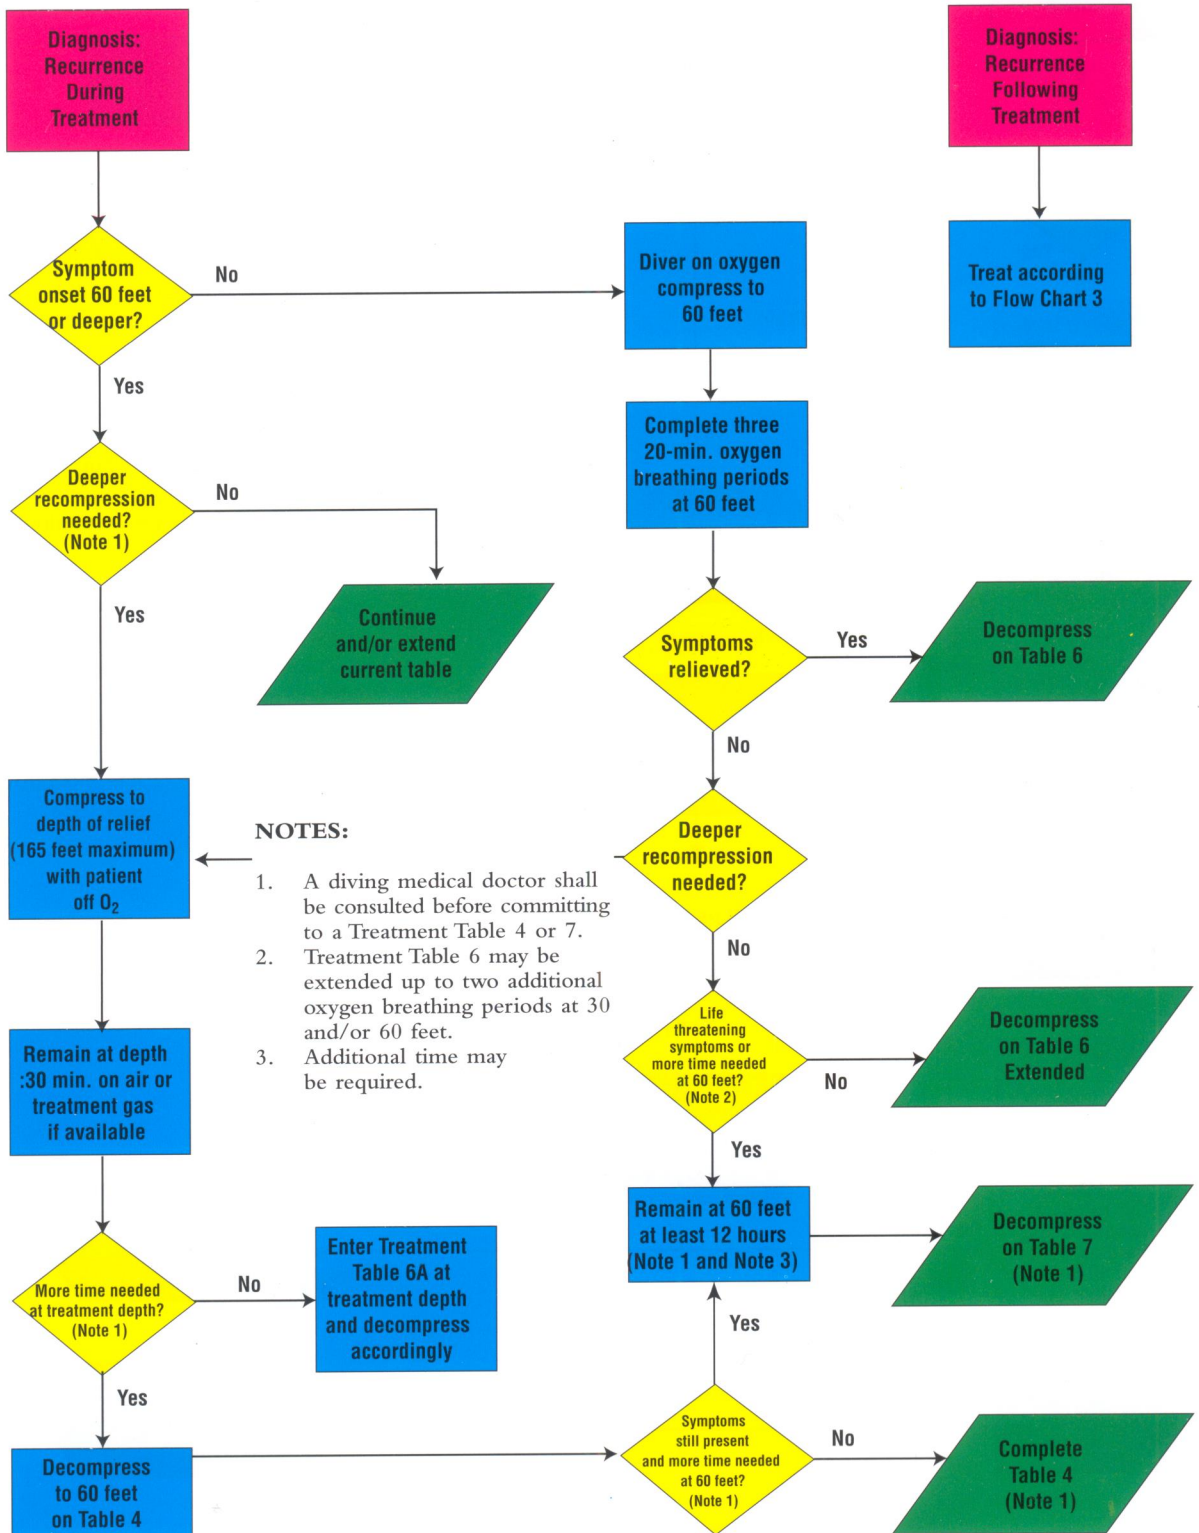 Diagnosis:
Recurrence
During
Treatment
Diagnosis:
Recurrence
Following
Treatment
Symptom
onset 60 feet
or deeper?
No
Diver on oxygen
compress to
60 feet
Treat according
to Flow Chart 3
Yes
Complete three
20-min. oxygen
breathing periods
at 60 feet
Deeper
recompression
needed?
(Note 1)
No
Continue
and/or extend
current table
Yes
Symptoms
relieved?
Yes
Decompress
on Table 6
No
Compress to
depth of relief
(165 feet maximum)
with patient
off O₂
Deeper
recompression
needed?
NOTES:
1. A diving medical doctor shall
be consulted before committing
to a Treatment Table 4 or 7.
2. Treatment Table 6 may be
extended up to two additional
oxygen breathing periods at 30
and/or 60 feet.
3. Additional time may
be required.
No
Remain at depth
:30 min. on air or
treatment gas
if available
Life
threatening
symptoms or
more time needed
at 60 feet?
(Note 2)
No
Decompress
on Table 6
Extended
Yes
Remain at 60 feet
at least 12 hours
(Note 1 and Note 3)
Decompress
on Table 7
(Note 1)
More time needed
at treatment depth?
(Note 1)
No
Enter Treatment
Table 6A at
treatment depth
and decompress
accordingly
Yes
Yes
Decompress
to 60 feet
on Table 4
Symptoms
still present
and more time needed
at 60 feet?
(Note 1)
No
Complete
Table 4
(Note 1)